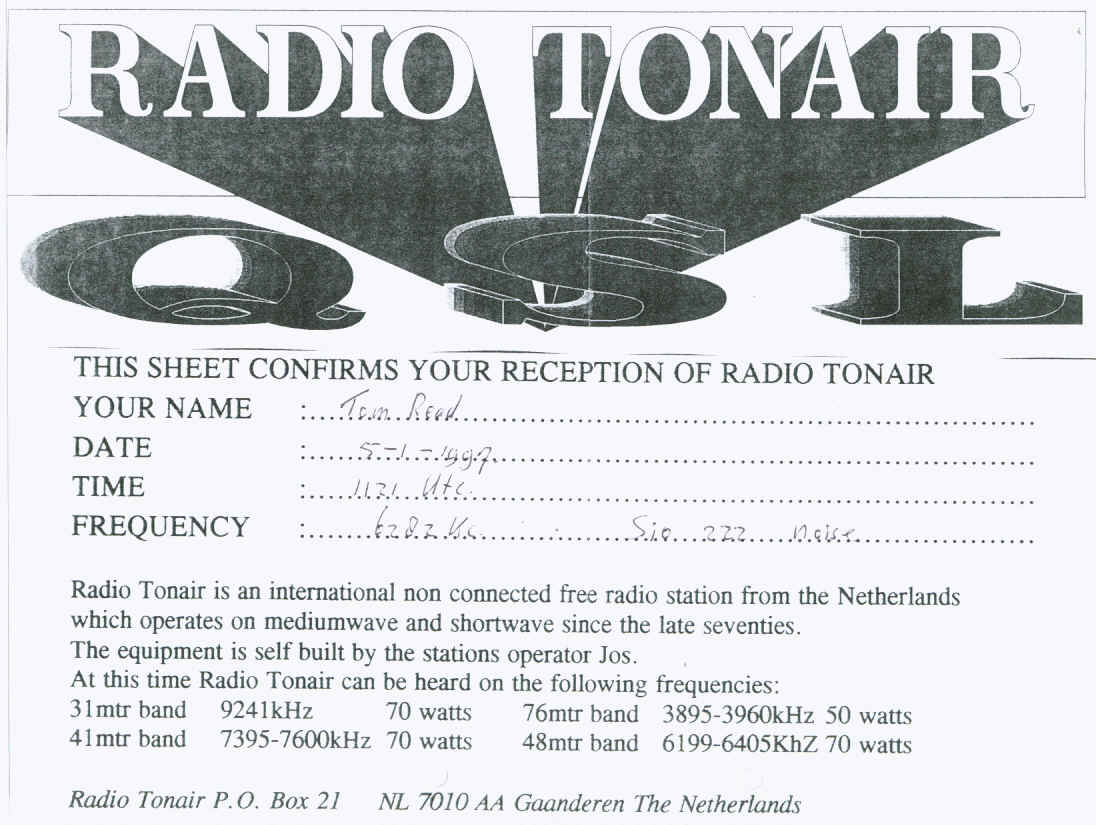 RADIO TONAIR
QSL
THIS SHEET CONFIRMS YOUR RECEPTION OF RADIO TONAIR
YOUR NAME :....Tom Read....
DATE :....5-1-1997....
TIME :....1121 Utc....
FREQUENCY :....6282 Kc.... Sio 222 noise....
Radio Tonair is an international non connected free radio station from the Netherlands
which operates on mediumwave and shortwave since the late seventies.
The equipment is self built by the stations operator Jos.
At this time Radio Tonair can be heard on the following frequencies:
31mtr band 9241kHz 70 watts 76mtr band 3895-3960kHz 50 watts
41mtr band 7395-7600kHz 70 watts 48mtr band 6199-6405KhZ 70 watts
Radio Tonair P.O. Box 21 NL 7010 AA Gaanderen The Netherlands